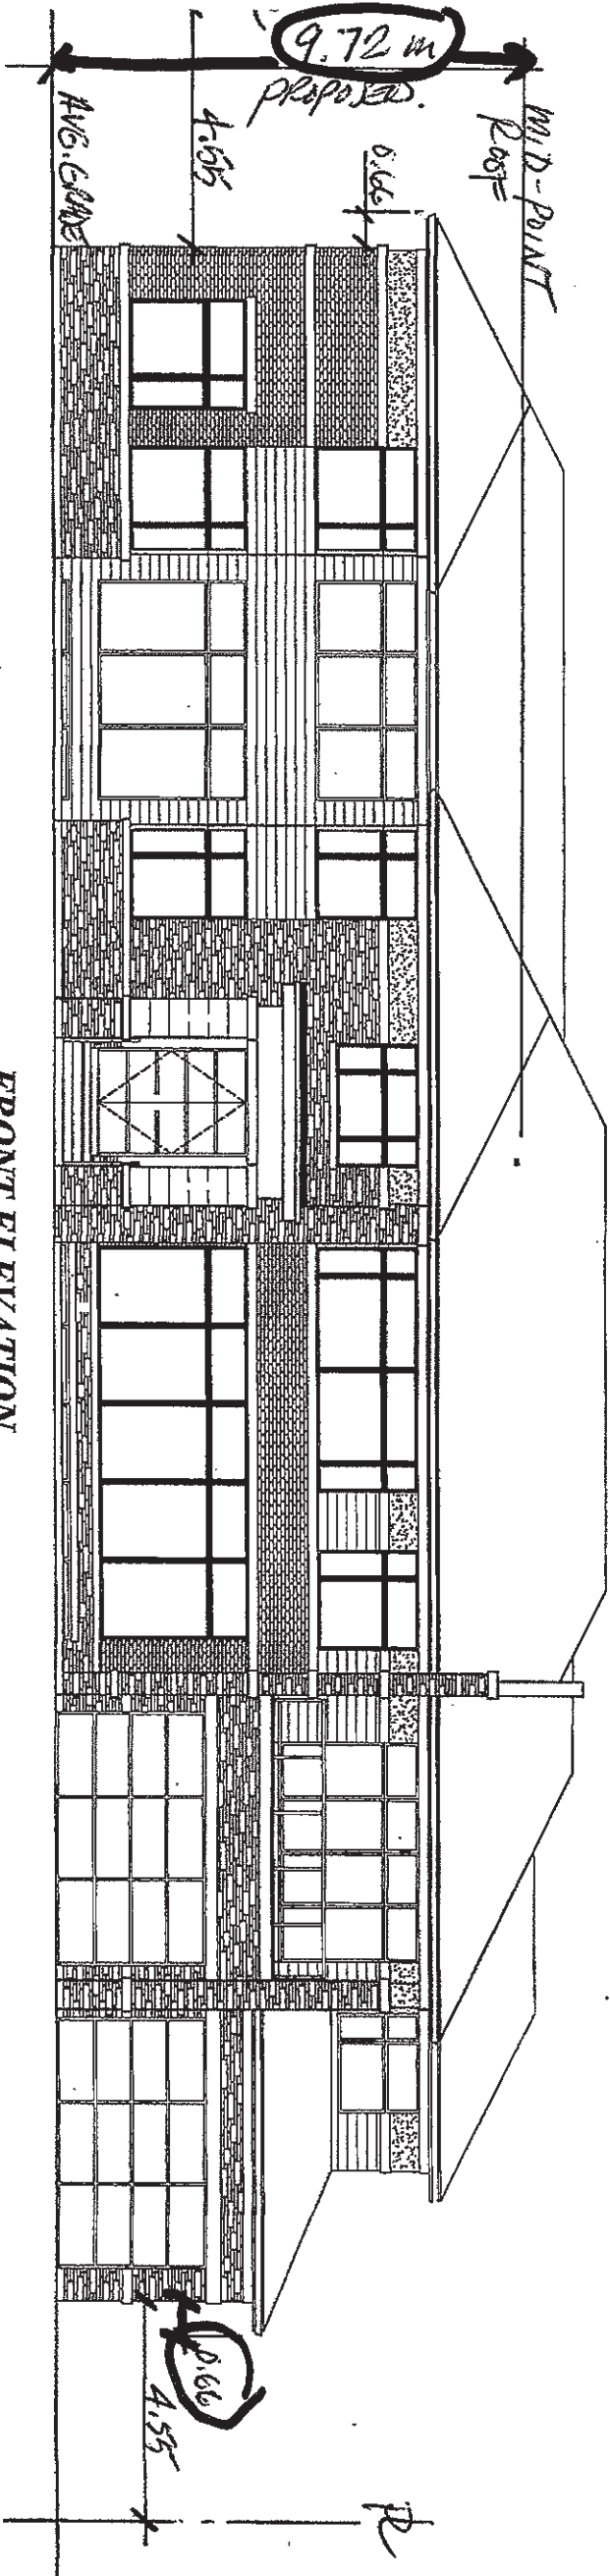 9.72 m
PROPOSED.
MID-POINT
ROOF
0.66
4.55
AVG. GRADE
FRONT ELEVATION
0.66
4.55